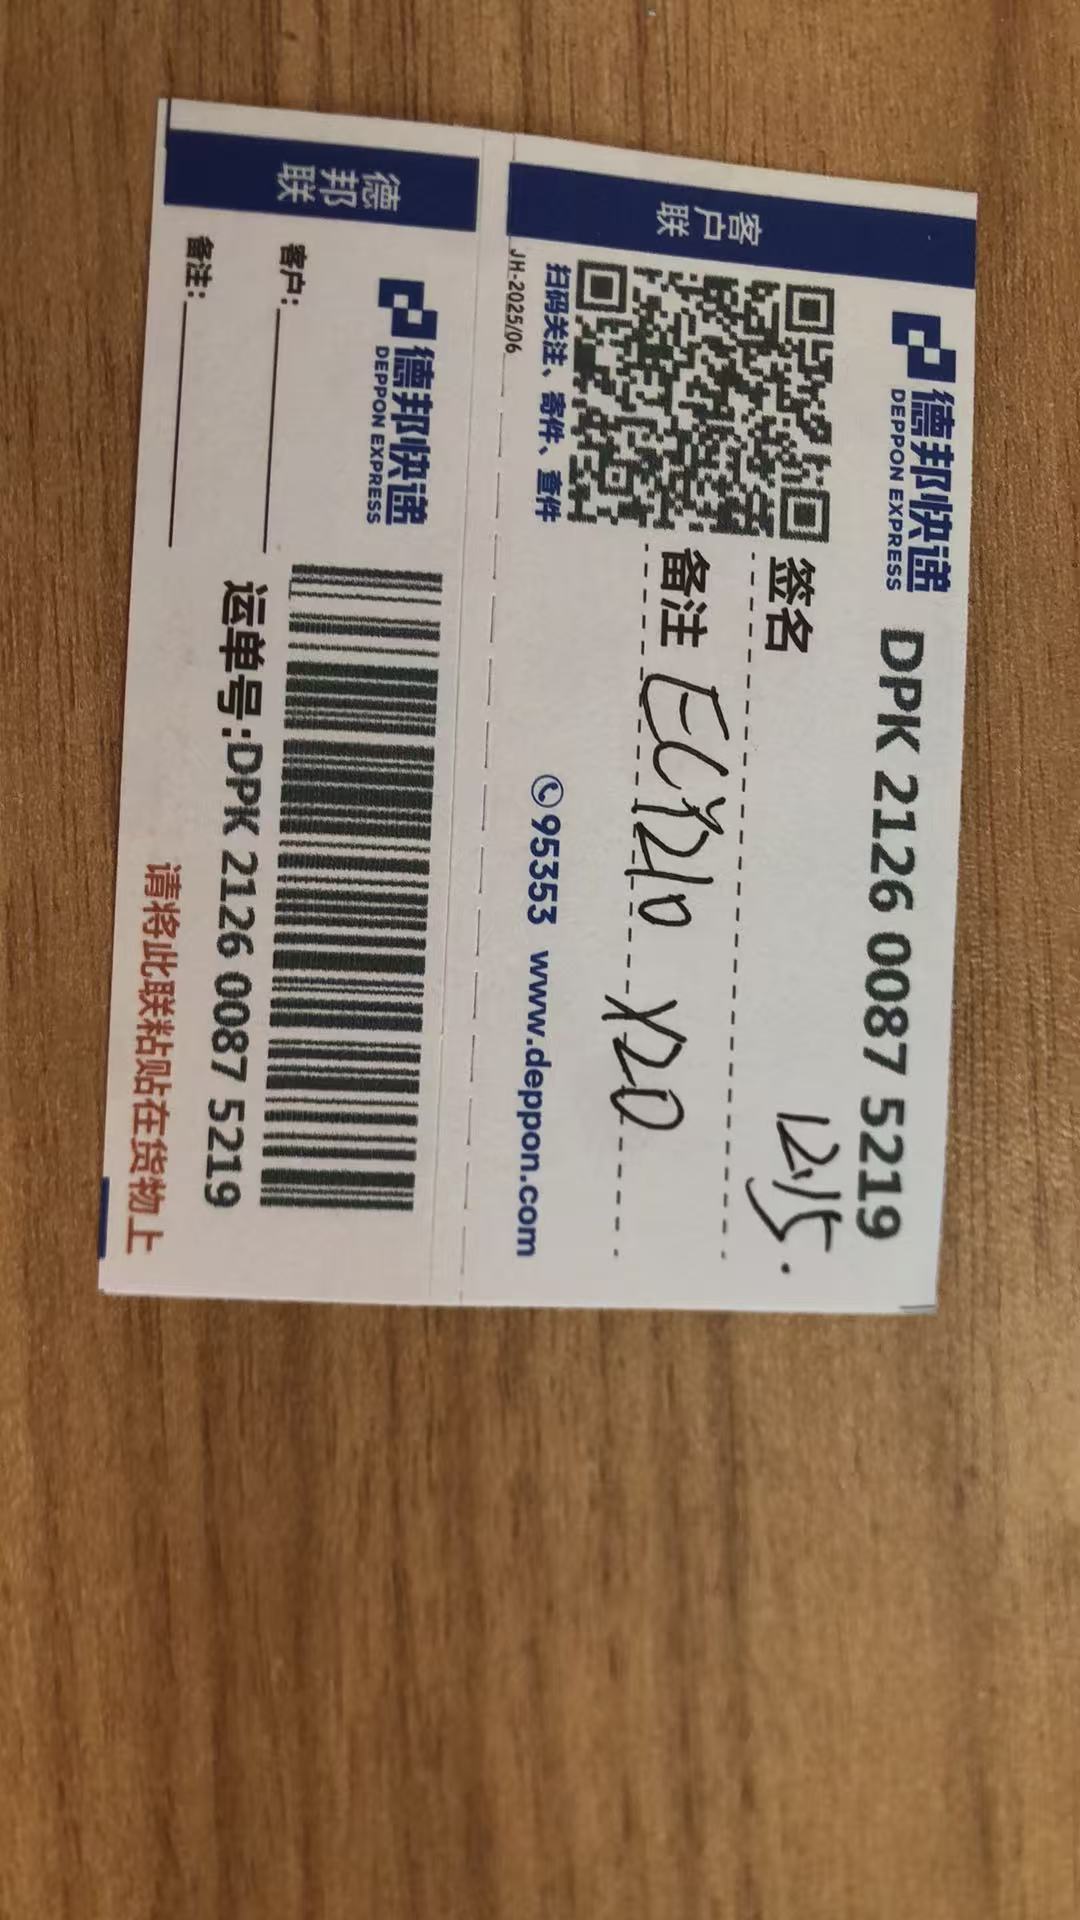 客户联
德邦快递
DEPPON EXPRESS
DPK 2126 0087 5219
12/5.
签名
备注 ECY210 X20
扫码关注、寄件、查件
95353 www.deppon.com
JH-2025/06
德邦联
德邦快递
DEPPON EXPRESS
客户:
备注:
运单号:DPK 2126 0087 5219
请将此联粘贴在货物上